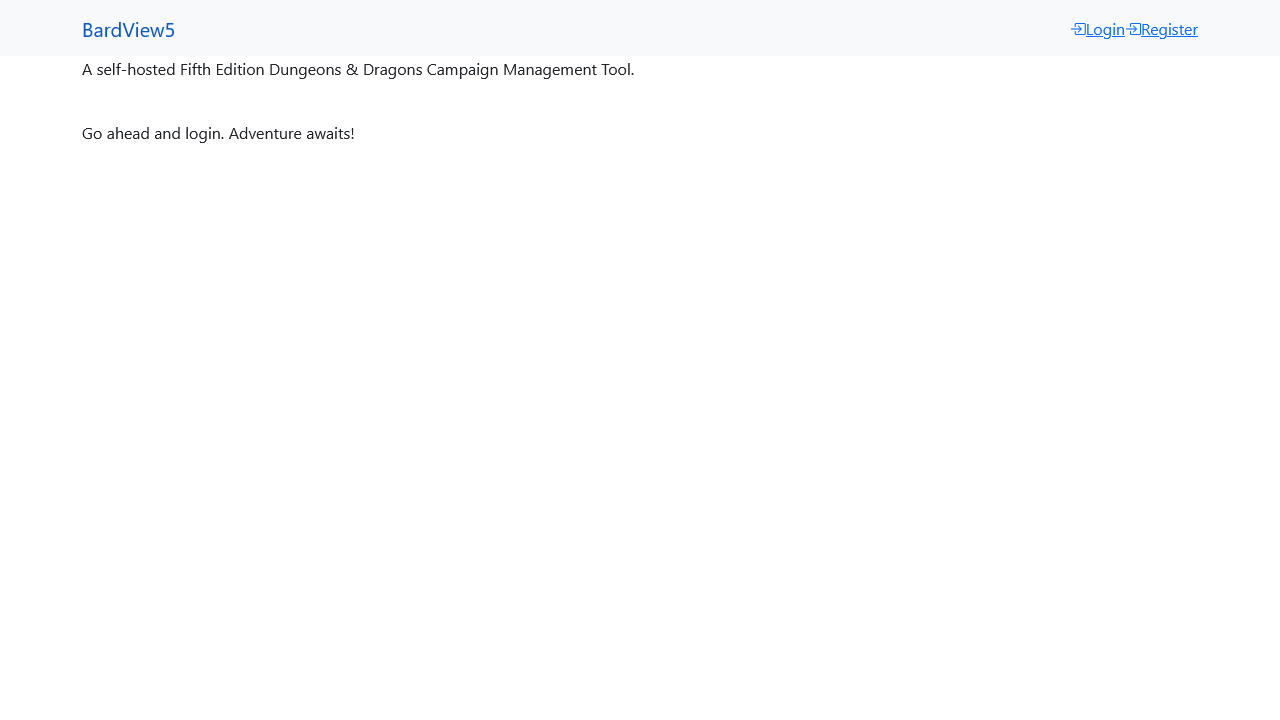 BardView5
Login Register
A self-hosted Fifth Edition Dungeons & Dragons Campaign Management Tool.
Go ahead and login. Adventure awaits!